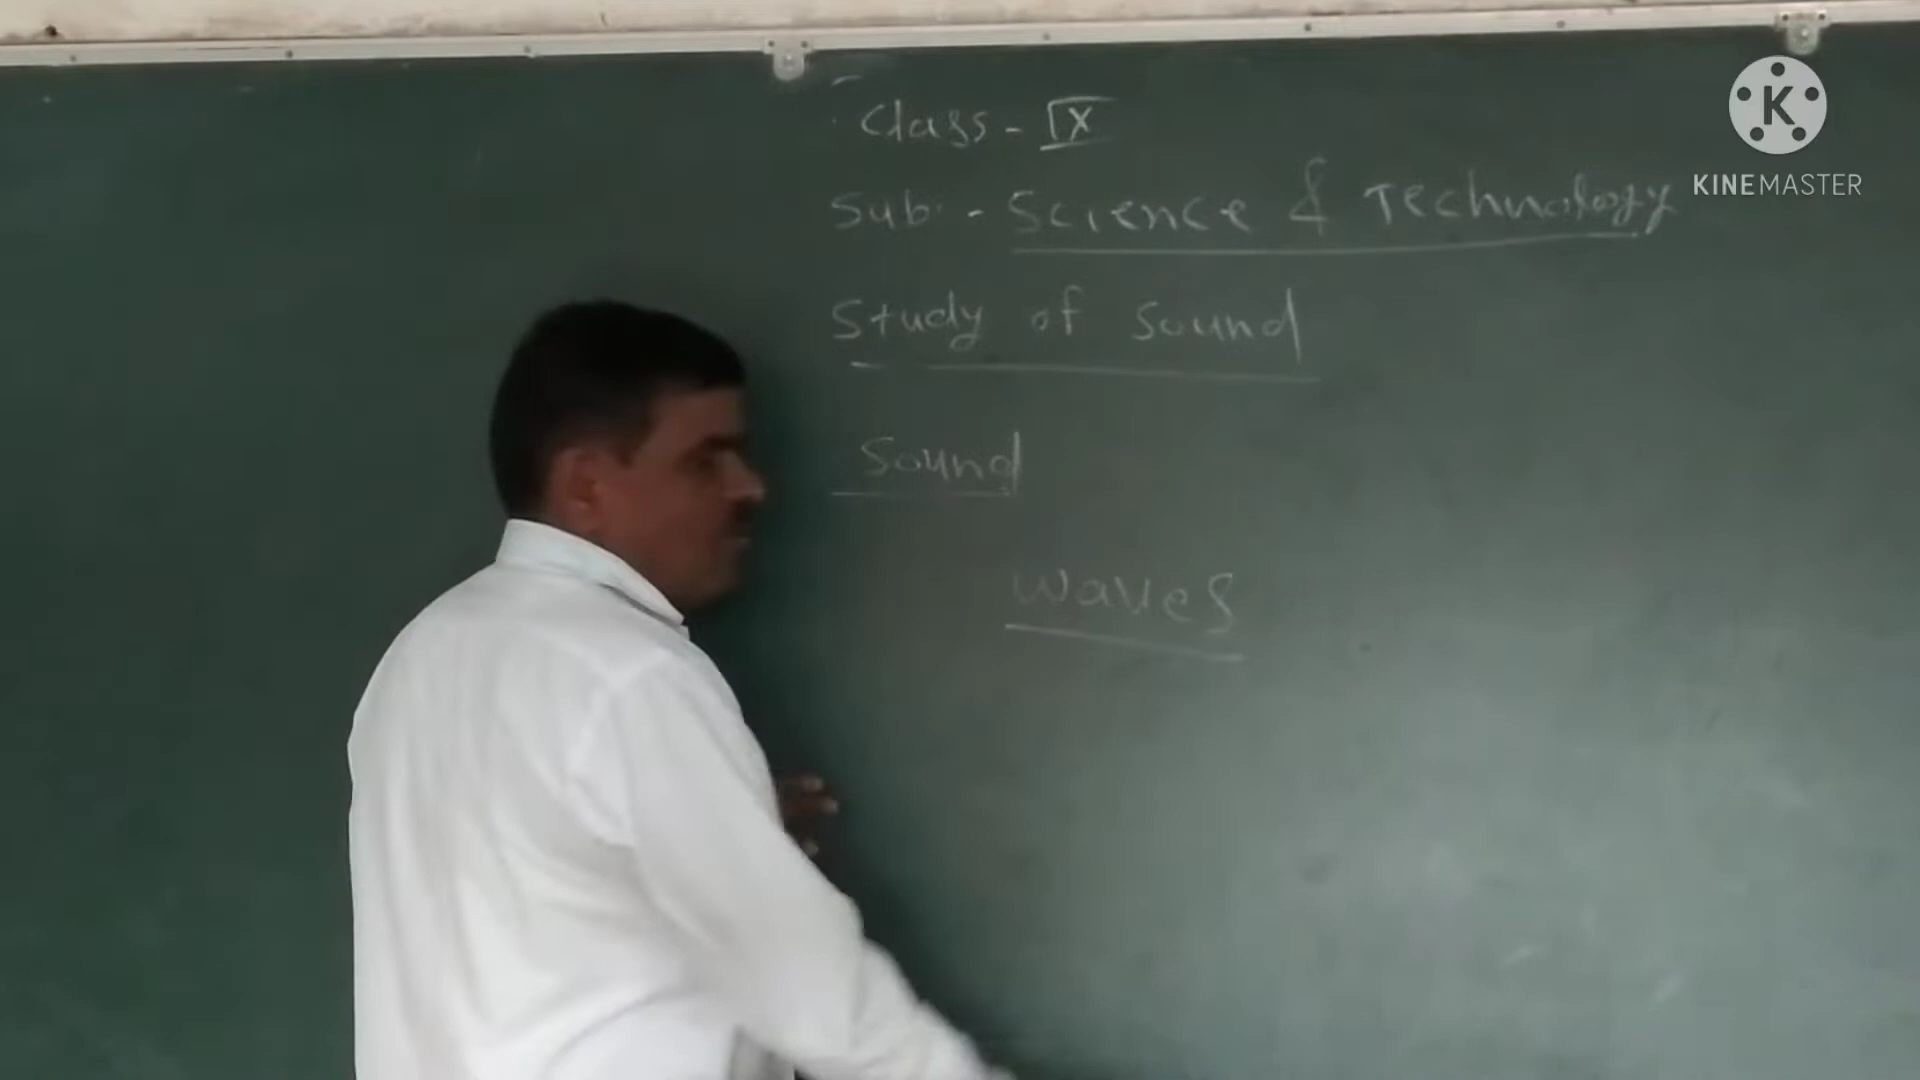 Class - IX
Sub. - Science & Technology
Study of Sound
Sound
waves
K
KINEMASTER